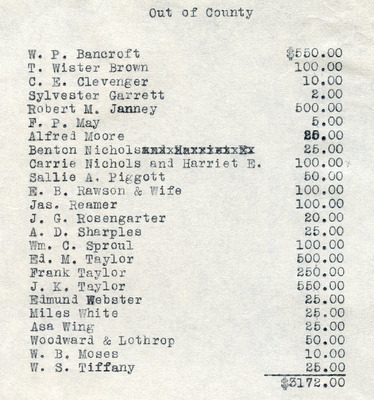 Out of County
W. P. Bancroft $550.00
T. Wister Brown 100.00
C. E. Clevenger 10.00
Sylvester Garrett 2.00
Robert M. Janney 500.00
F. P. May 5.00
Alfred Moore 25.00
Benton Nichols 25.00
Carrie Nichols and Harriet E. 100.00
Sallie A. Piggott 50.00
E. B. Rawson & Wife 100.00
Jas. Reamer 100.00
J. G. Rosengarter 20.00
A. D. Sharples 25.00
Wm. C. Sproul 100.00
Ed. M. Taylor 500.00
Frank Taylor 250.00
J. K. Taylor 550.00
Edmund Webster 25.00
Miles White 25.00
Asa Wing 25.00
Woodward & Lothrop 50.00
W. B. Moses 10.00
W. S. Tiffany 25.00
$3172.00